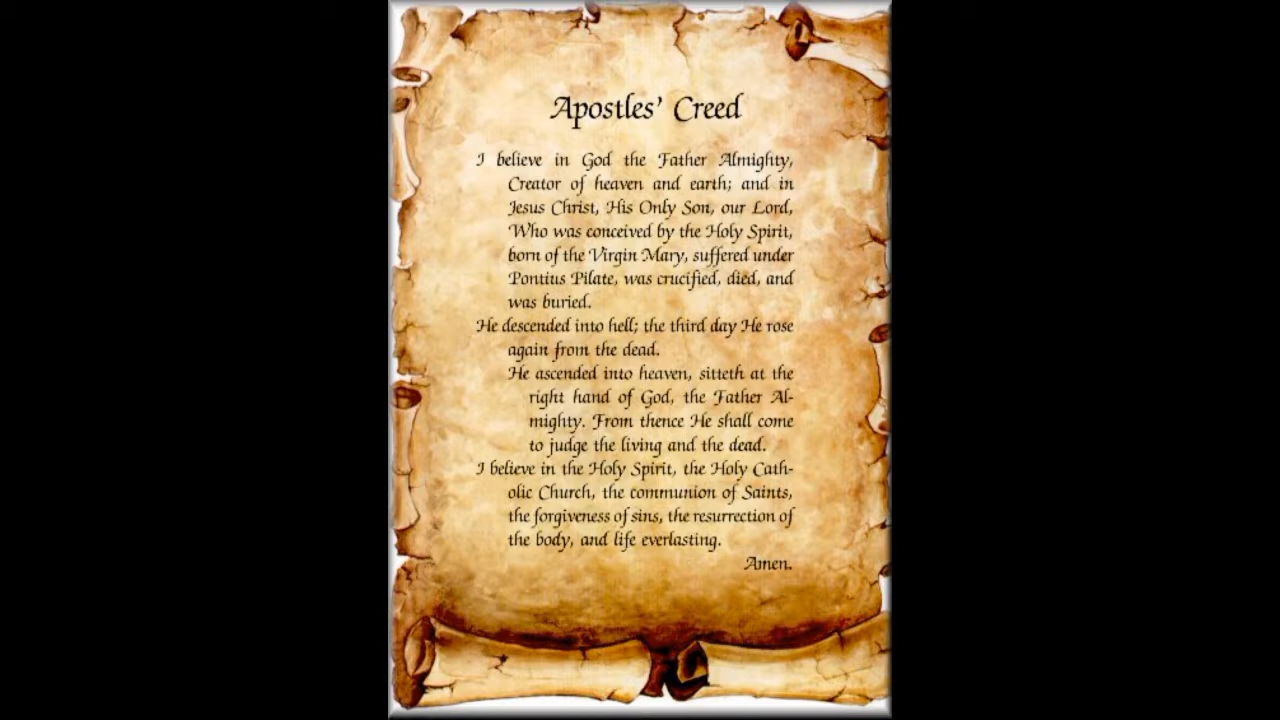 Apostles' Creed
I believe in God the Father Almighty,
Creator of heaven and earth; and in
Jesus Christ, His Only Son, our Lord,
Who was conceived by the Holy Spirit,
born of the Virgin Mary, suffered under
Pontius Pilate, was crucified, died, and
was buried.
He descended into hell; the third day He rose
again from the dead.
He ascended into heaven, sitteth at the
right hand of God, the Father Al-
mighty. From thence He shall come
to judge the living and the dead.
I believe in the Holy Spirit, the Holy Cath-
olic Church, the communion of Saints,
the forgiveness of sins, the resurrection of
the body, and life everlasting.
Amen.